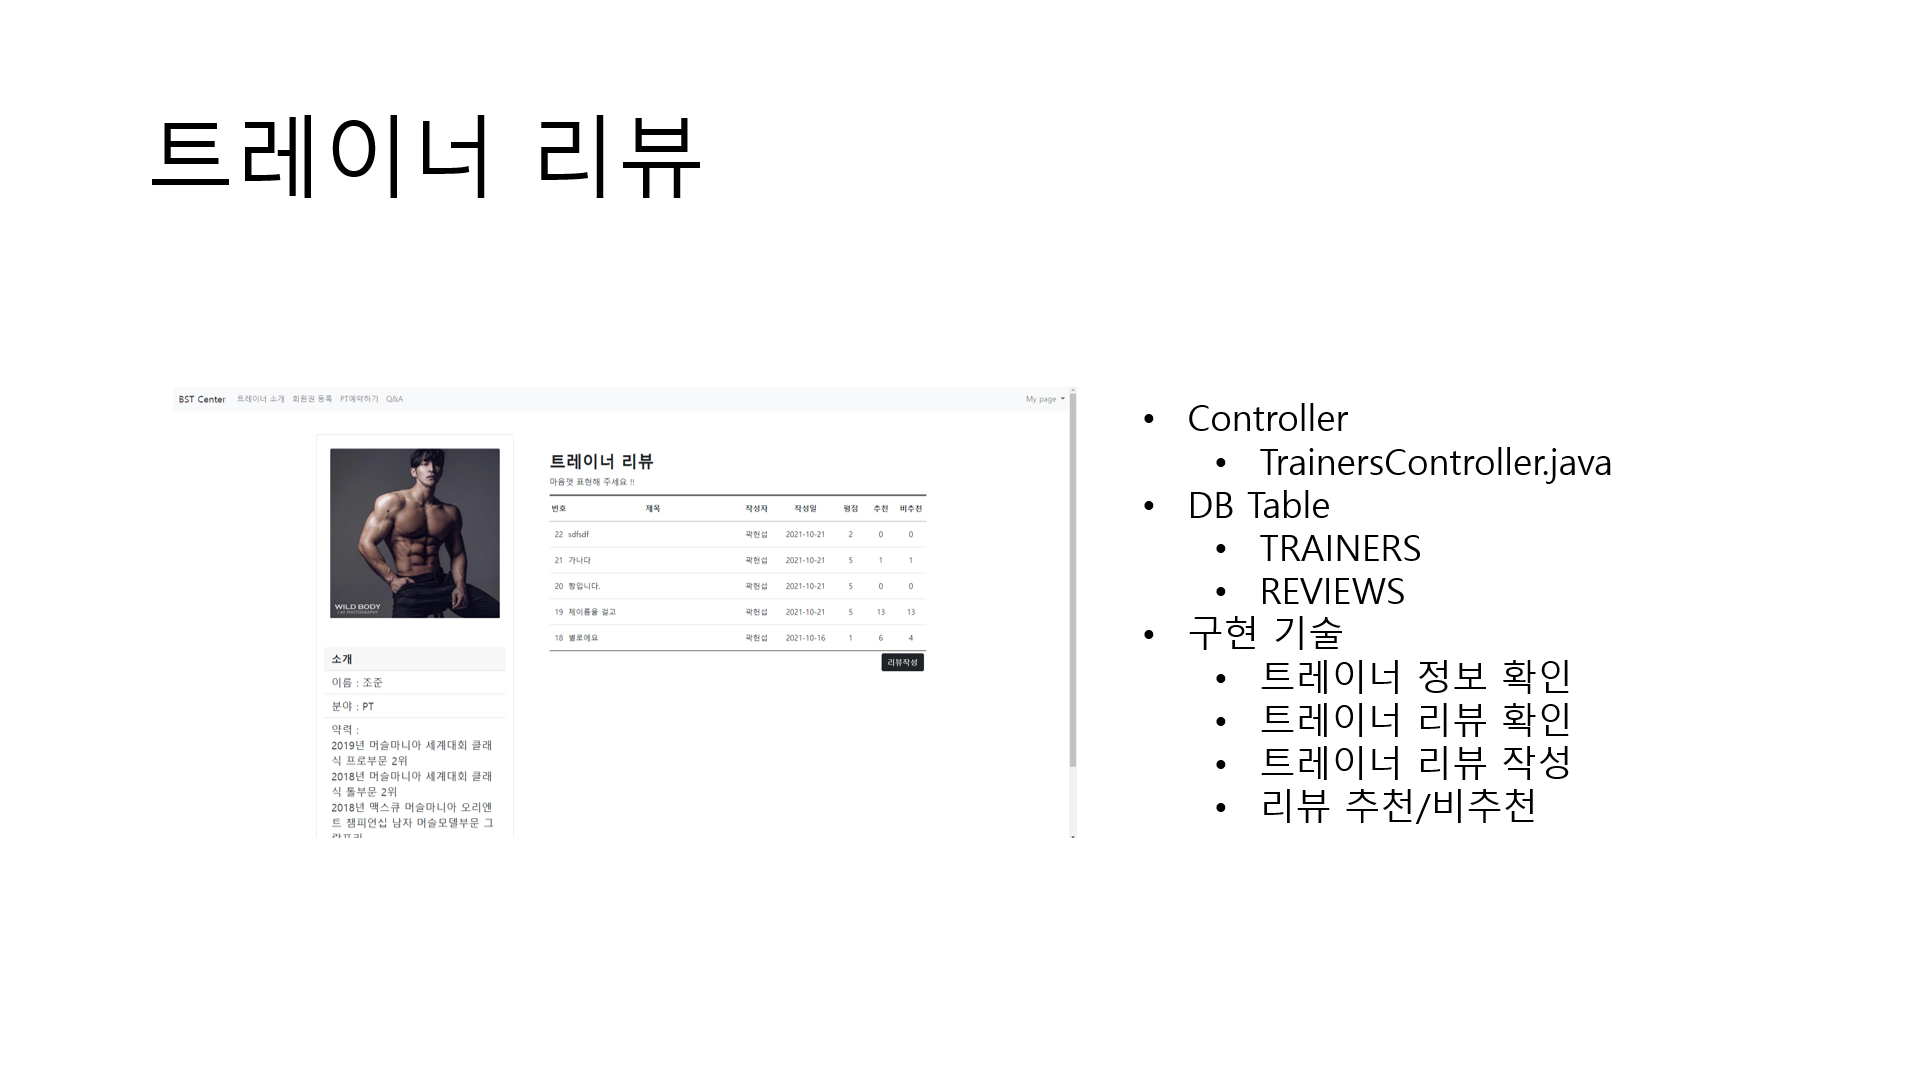 트레이너 리뷰
BST Center 트레이너 소개 회원권 등록 PT예약하기 Q&A My page
WILD BODY
LAY PHOTOGRAPHY
소개
이름 : 조준
분야 : PT
약력 :
2019년 머슬마니아 세계대회 클래
식 프로부문 2위
2018년 머슬마니아 세계대회 클래
식 톨부문 2위
2018년 맥스큐 머슬마니아 오리엔
트 챔피언십 남자 머슬모델부문 그
트레이너 리뷰
마음껏 표현해 주세요 !!
번호 제목 작성자 작성일 평점 추천 비추천
22 sdfsdf 곽헌섭 2021-10-21 2 0 0
21 가나다 곽헌섭 2021-10-21 5 1 1
20 짱입니다. 곽헌섭 2021-10-21 5 0 0
19 제이름을 걸고 곽헌섭 2021-10-21 5 13 13
18 별로에요 곽헌섭 2021-10-16 1 6 4
리뷰작성
• Controller
• TrainersController.java
• DB Table
• TRAINERS
• REVIEWS
• 구현 기술
• 트레이너 정보 확인
• 트레이너 리뷰 확인
• 트레이너 리뷰 작성
• 리뷰 추천/비추천